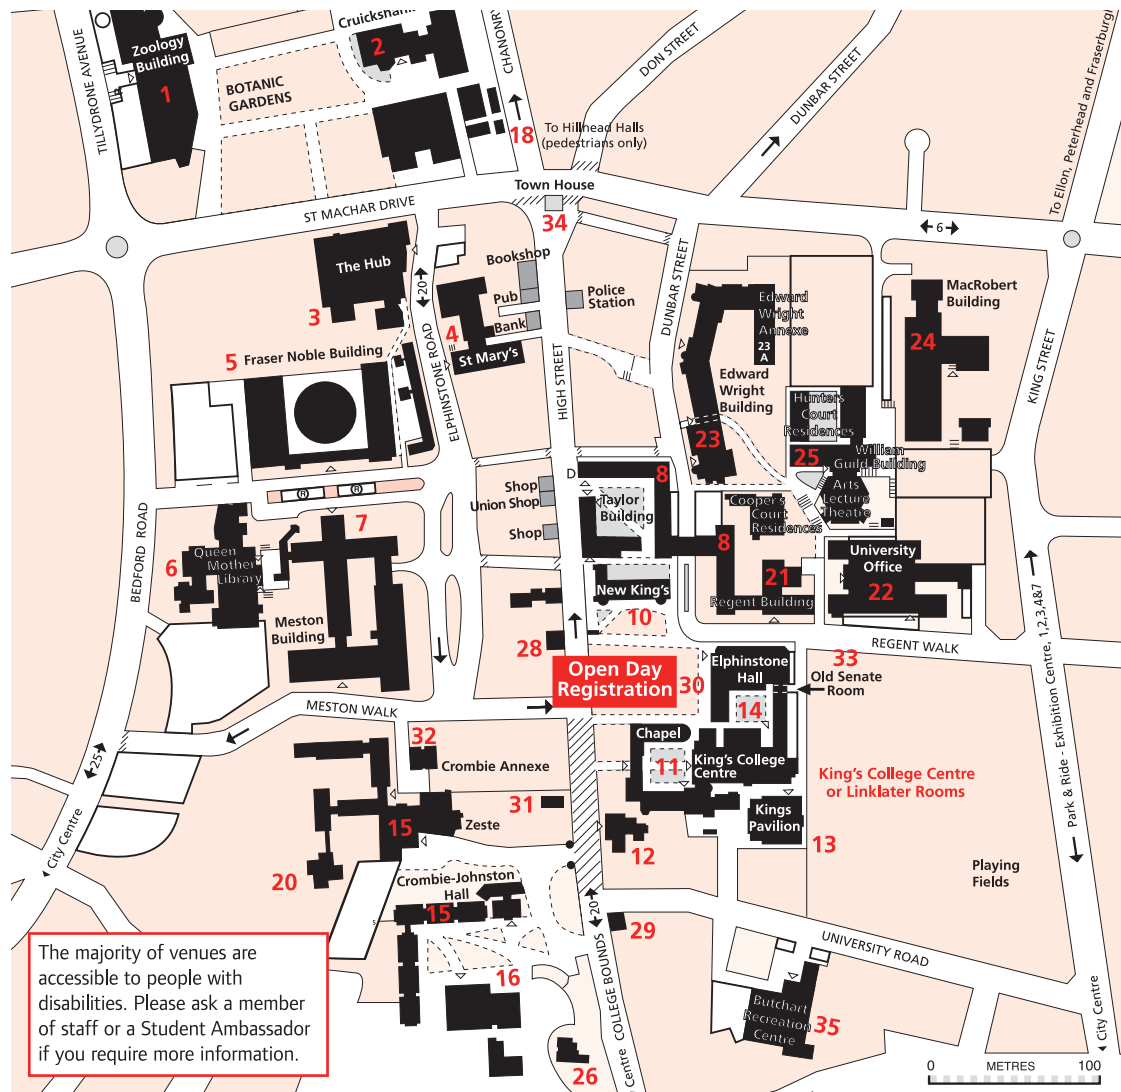 Cruickshank
Zoology
Building
1
2
TILLYDRONE AVENUE
BOTANIC
GARDENS
CHANONRY
DON STREET
DUNBAR STREET
To Ellon, Peterhead and Fraserburgh
18
To Hillhead Halls
(pedestrians only)
Town House
34
ST MACHAR DRIVE
6
The Hub
3
20
Bookshop
Pub
Bank
Police
Station
4
St Mary's
ELPHINSTONE ROAD
HIGH STREET
DUNBAR STREET
Edward
Wright
Annexe
23
A
MacRobert
Building
24
KING STREET
5
Fraser Noble Building
Edward
Wright
Building
23
Hunters
Court
Residences
25
William
Guild Building
Arts
Lecture
Theatre
D
8
Shop
Union Shop
Shop
Taylor
Building
Cooper's
Court
Residences
8
R
R
7
BEDFORD ROAD
6
Queen
Mother
Library
Meston
Building
New King's
10
21
Regent Building
University
Office
22
REGENT WALK
28
Open Day
Registration
30
Elphinstone
Hall
33
Old Senate
Room
14
MESTON WALK
32
Crombie Annexe
Chapel
11
King's College
Centre
King's College Centre
or Linklater Rooms
Park & Ride - Exhibition Centre, 1,2,3,4&7
25
City Centre
31
15
Zeste
12
Kings
Pavilion
13
20
Crombie-Johnston
Hall
15
16
20
29
Playing
Fields
UNIVERSITY ROAD
Centre COLLEGE BOUNDS
26
Butchart
Recreation
Centre
35
City Centre
The majority of venues are
accessible to people with
disabilities. Please ask a member
of staff or a Student Ambassador
if you require more information.
0 METRES 100